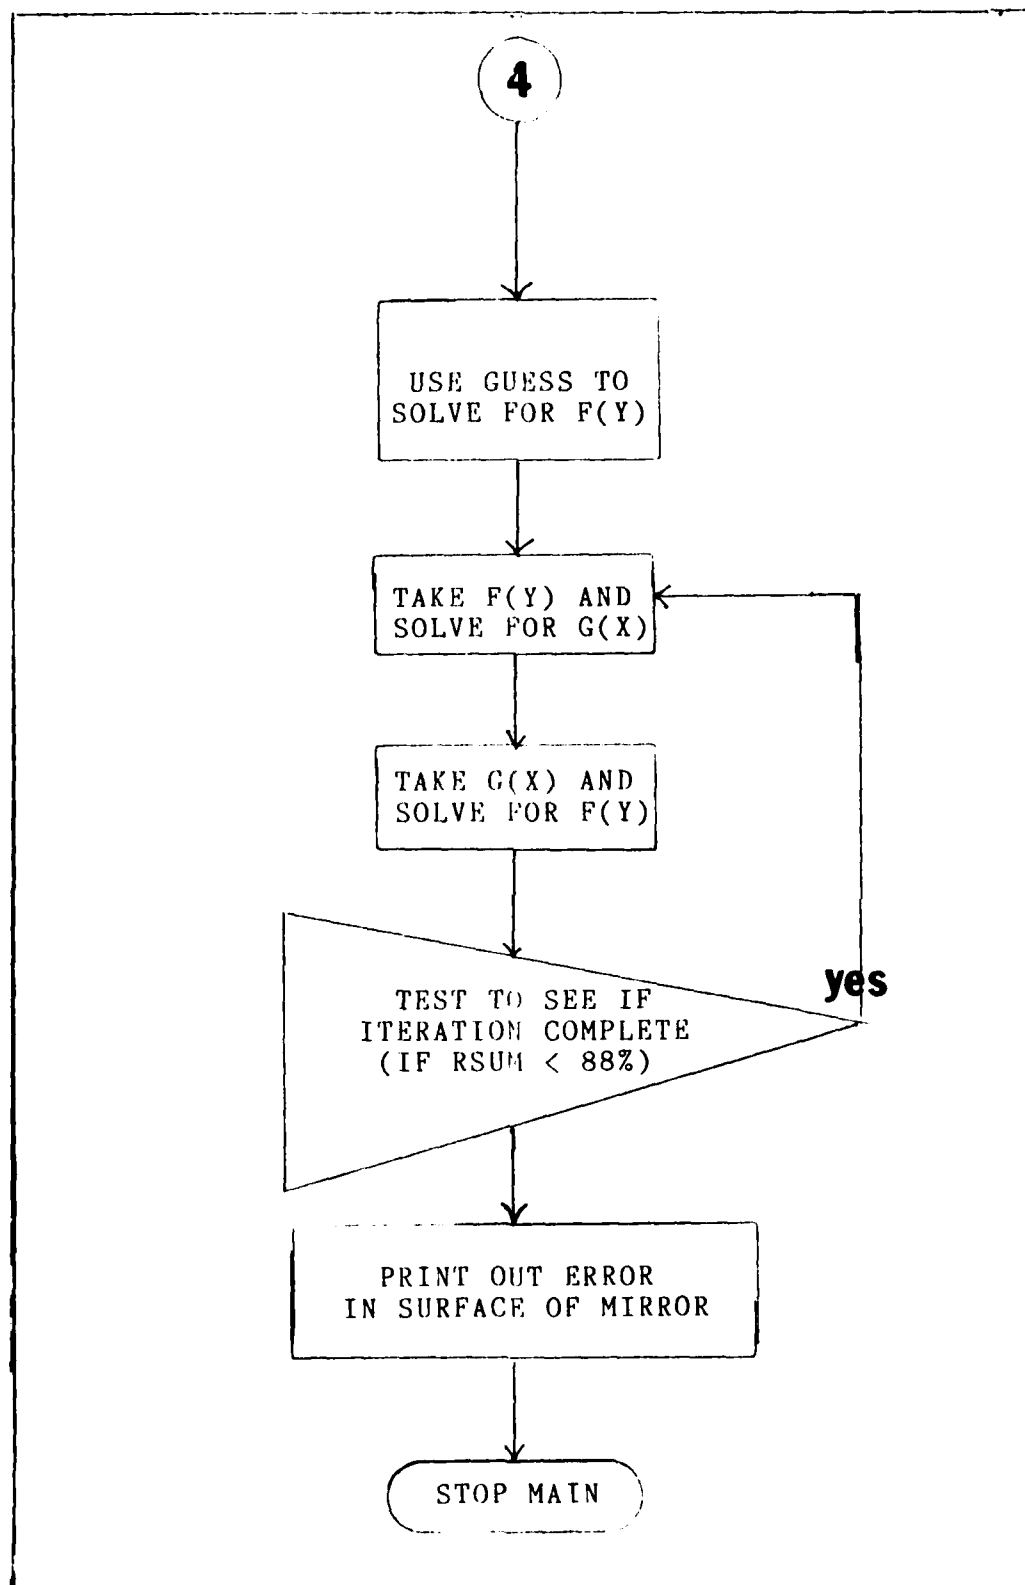 4
USE GUESS TO
SOLVE FOR F(Y)
TAKE F(Y) AND
SOLVE FOR G(X)
TAKE G(X) AND
SOLVE FOR F(Y)
yes
TEST TO SEE IF
ITERATION COMPLETE
(IF RSUM < 88%)
PRINT OUT ERROR
IN SURFACE OF MIRROR
STOP MAIN